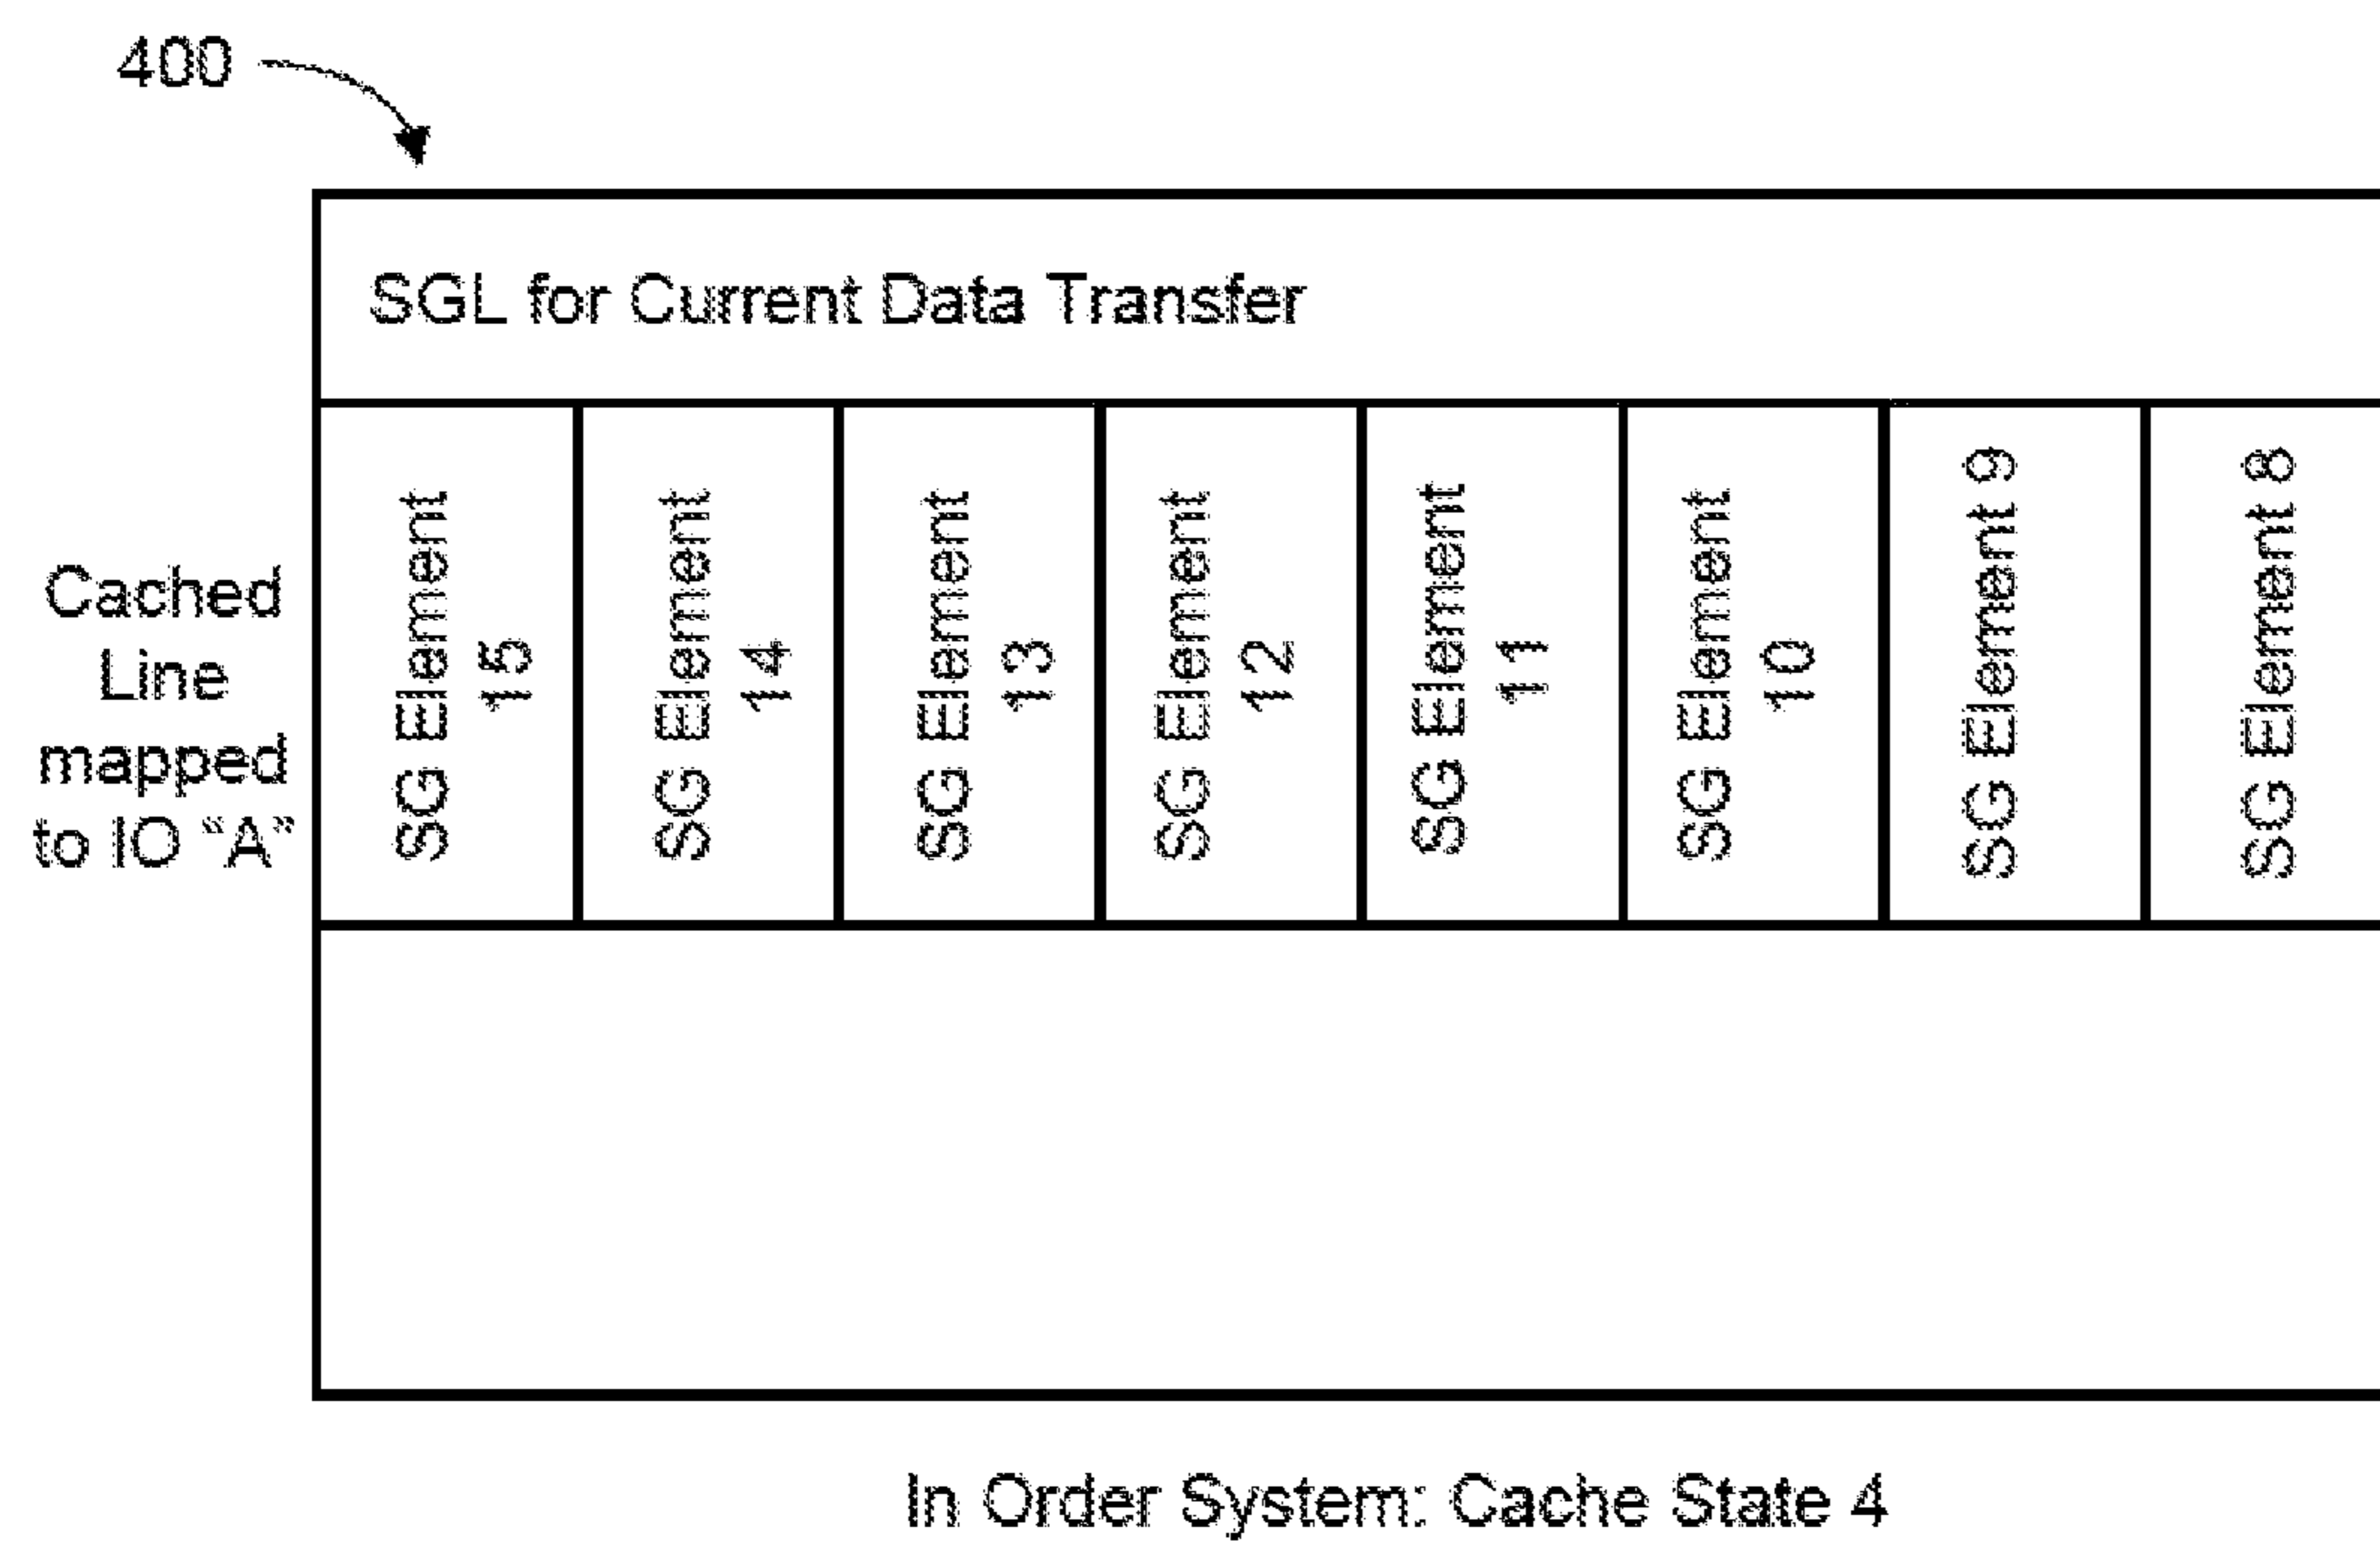 400
SGL for Current Data Transfer
Cached
Line
mapped
to IO “A”
SG Element
15
SG Element
14
SG Element
13
SG Element
12
SG Element
11
SG Element
10
SG Element 9
SG Element 8
In Order System: Cache State 4